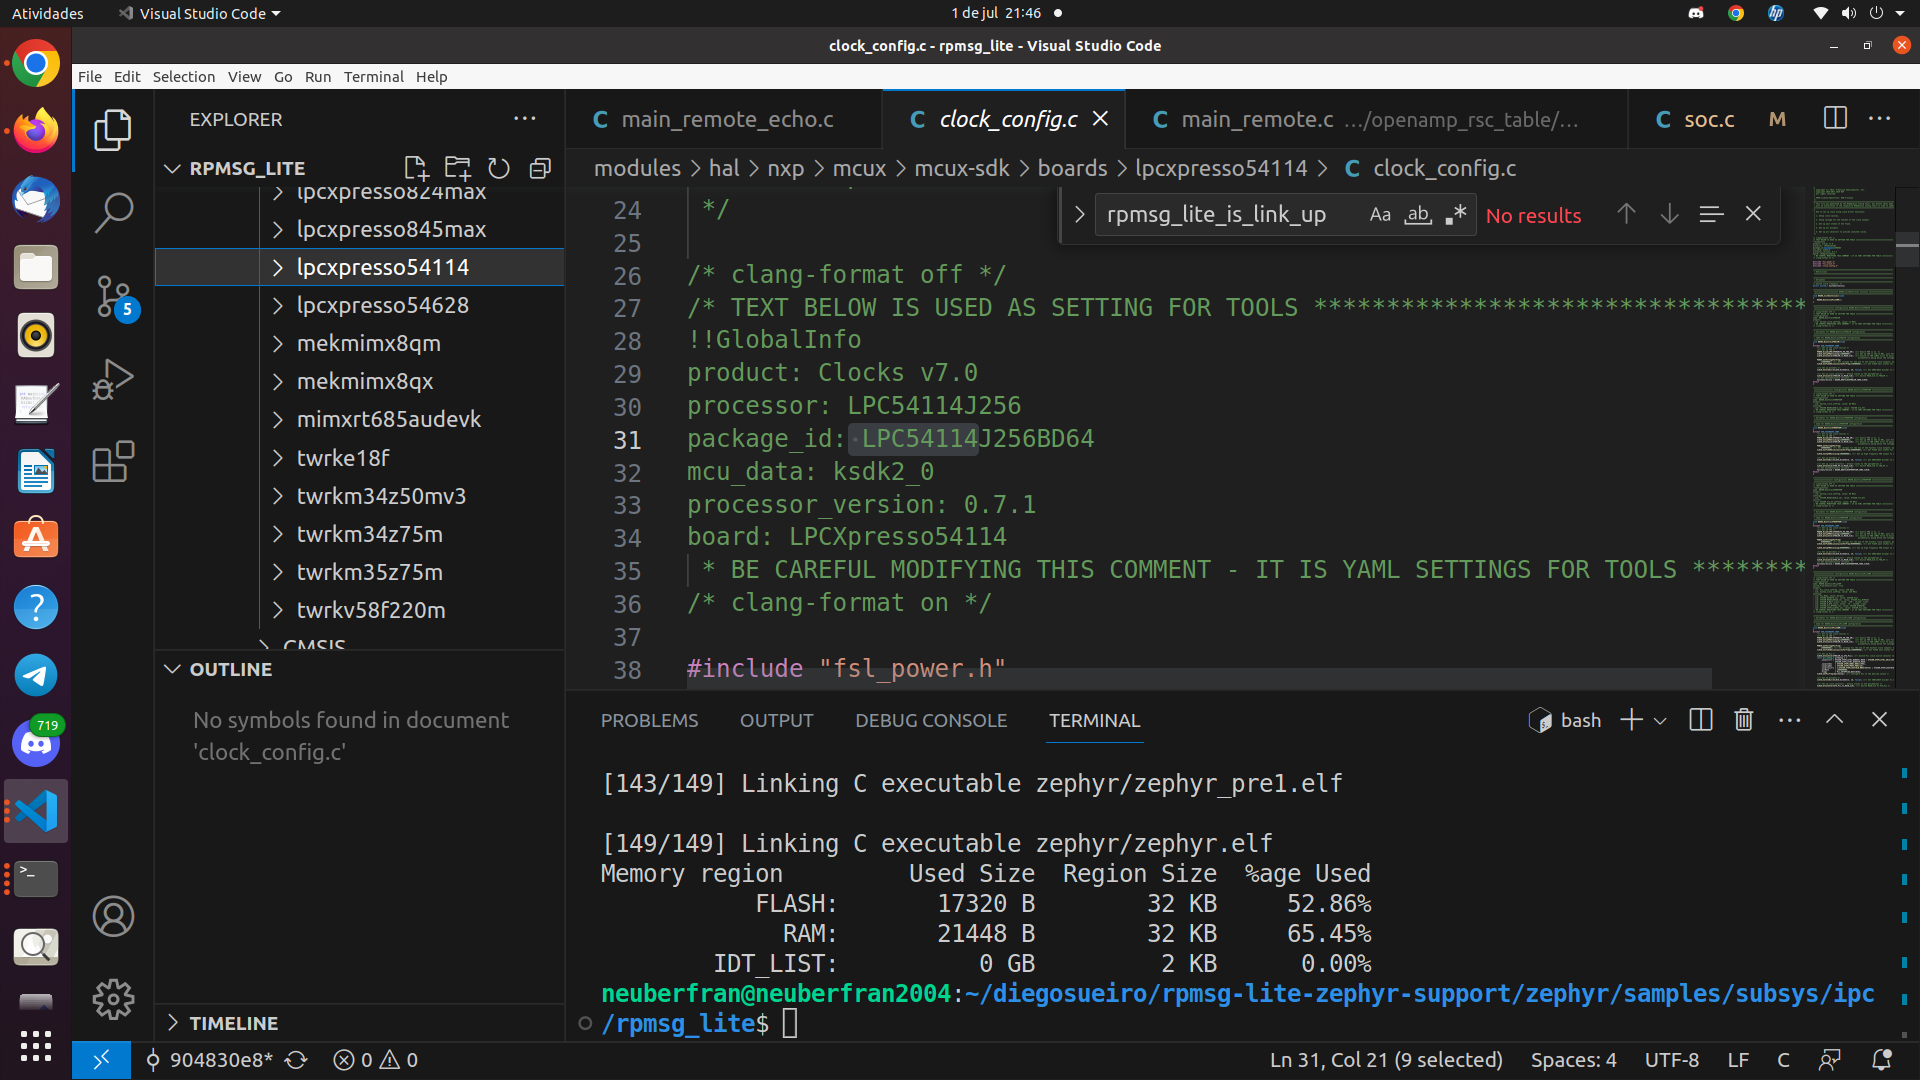 Atividades
Visual Studio Code
1 de jul 21:46
clock_config.c - rpmsg_lite - Visual Studio Code
File Edit Selection View Go Run Terminal Help
EXPLORER
main_remote_echo.c
clock_config.c
main_remote.c …/openamp_rsc_table/…
soc.c M
RPMSG_LITE
modules > hal > nxp > mcux > mcux-sdk > boards > lpcxpresso54114 > clock_config.c
rpmsg_lite_is_link_up
Aa ab .*
No results
lpcxpresso824max
lpcxpresso845max
lpcxpresso54114
lpcxpresso54628
mekmimx8qm
mekmimx8qx
mimxrt685audevk
twrke18f
twrkm34z50mv3
twrkm34z75m
twrkm35z75m
twrkv58f220m
CMSIS
5
719
OUTLINE
No symbols found in document
'clock_config.c'
TIMELINE
24 */
25
26 /* clang-format off */
27 /* TEXT BELOW IS USED AS SETTING FOR TOOLS **********************************
28 !!GlobalInfo
29 product: Clocks v7.0
30 processor: LPC54114J256
31 package_id: LPC54114J256BD64
32 mcu_data: ksdk2_0
33 processor_version: 0.7.1
34 board: LPCXpresso54114
35 * BE CAREFUL MODIFYING THIS COMMENT - IT IS YAML SETTINGS FOR TOOLS ********
36 /* clang-format on */
37
38 #include "fsl_power.h"
PROBLEMS OUTPUT DEBUG CONSOLE TERMINAL
bash
[143/149] Linking C executable zephyr/zephyr_pre1.elf
[149/149] Linking C executable zephyr/zephyr.elf
Memory region Used Size Region Size %age Used
FLASH: 17320 B 32 KB 52.86%
RAM: 21448 B 32 KB 65.45%
IDT_LIST: 0 GB 2 KB 0.00%
neuberfran@neuberfran2004:~/diegosueiro/rpmsg-lite-zephyr-support/zephyr/samples/subsys/ipc
/rpmsg_lite$
904830e8*
0 0
Ln 31, Col 21 (9 selected)
Spaces: 4
UTF-8
LF
C